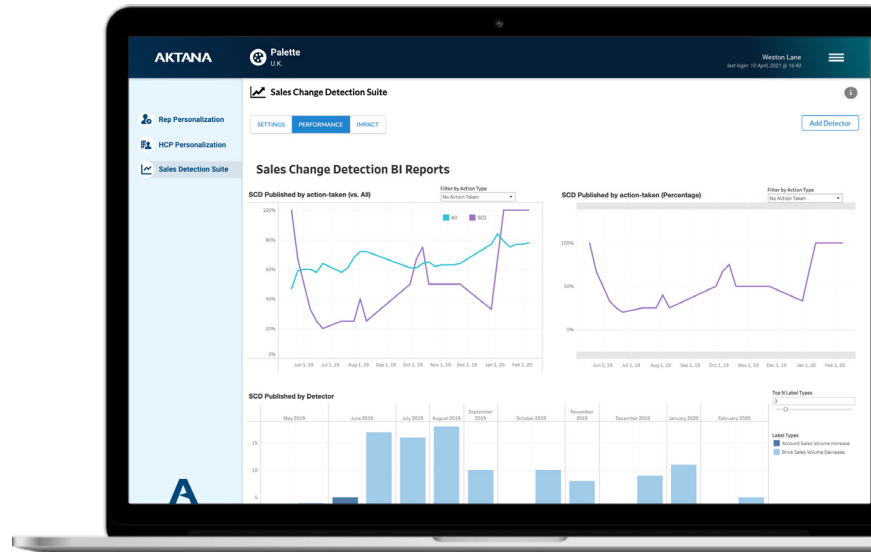 AKTANA
Palette
U.K.
Weston Lane
last login: 10 April, 2021 @ 16:40
Sales Change Detection Suite
i
Rep Personalization
HCP Personalization
Sales Detection Suite
SETTINGS
PERFORMANCE
IMPACT
Add Detector
Sales Change Detection BI Reports
SCD Published by action-taken (vs. All)
Filter by Action Type
No Action Taken
All
SCD
100%
80%
60%
40%
20%
0%
Jun 1, 19 Jul 1, 19 Aug 1, 19 Sep 1, 19 Oct 1, 19 Nov 1, 19 Dec 1, 19 Jan 1, 20 Feb 1, 20
SCD Published by action-taken (Percentage)
Filter by Action Type
No Action Taken
100%
50%
0%
Jun 1, 19 Jul 1, 19 Aug 1, 19 Sep 1, 19 Oct 1, 19 Nov 1, 19 Dec 1, 19 Jan 1, 20 Feb 1, 20
SCD Published by Detector
May 2019 June 2019 July 2019 August 2019 September 2019 October 2019 November 2019 December 2019 January 2020 February 2020
15
10
5
Top N Label Types
3
Label Types
Account Sales Volume Increase
Brick Sales Volume Decrease